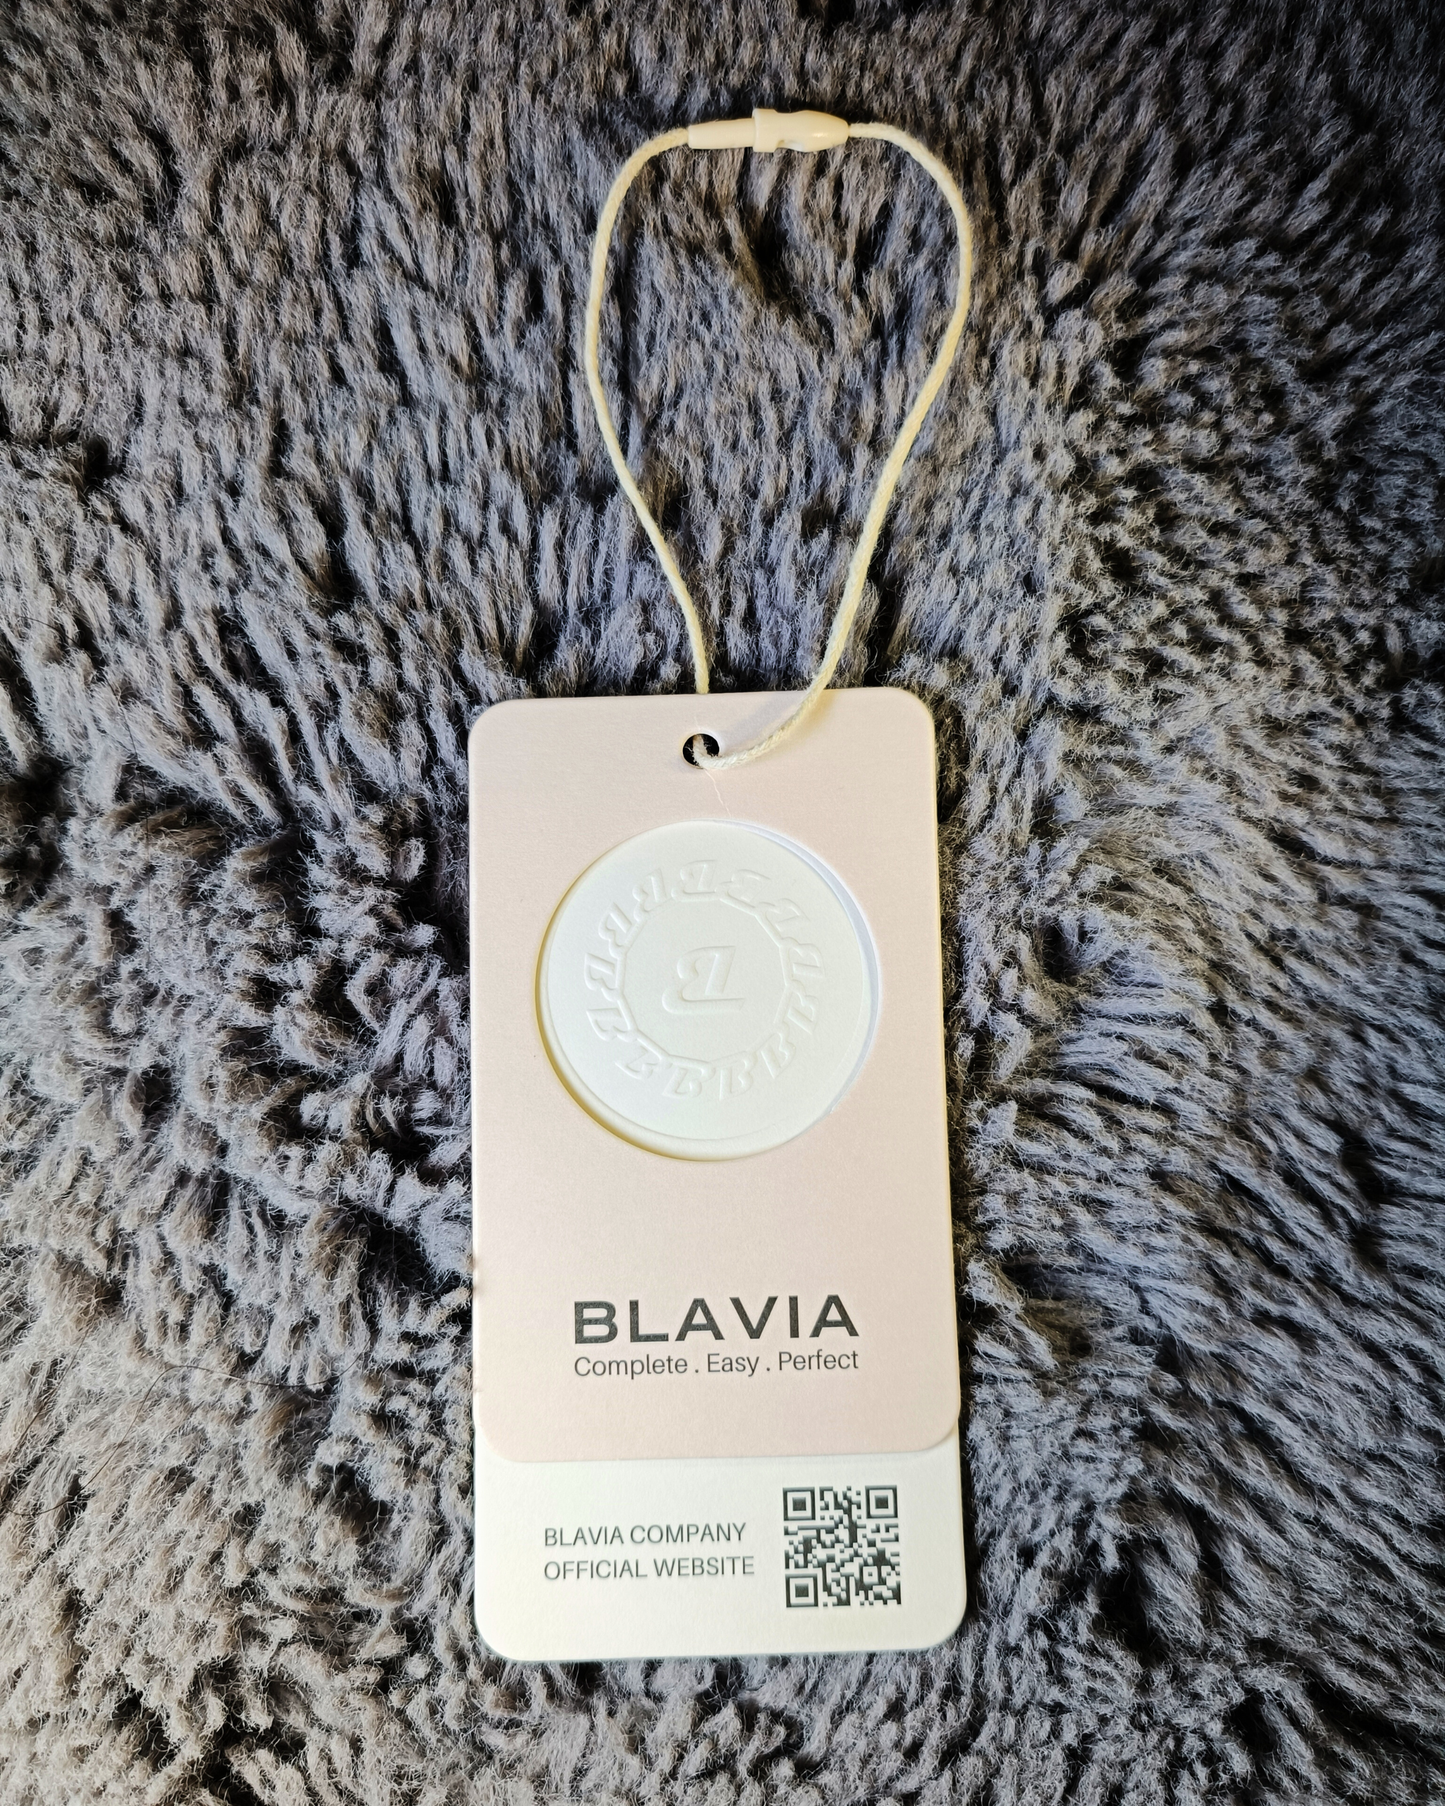 B
BLAVIA
Complete . Easy . Perfect
BLAVIA COMPANY
OFFICIAL WEBSITE